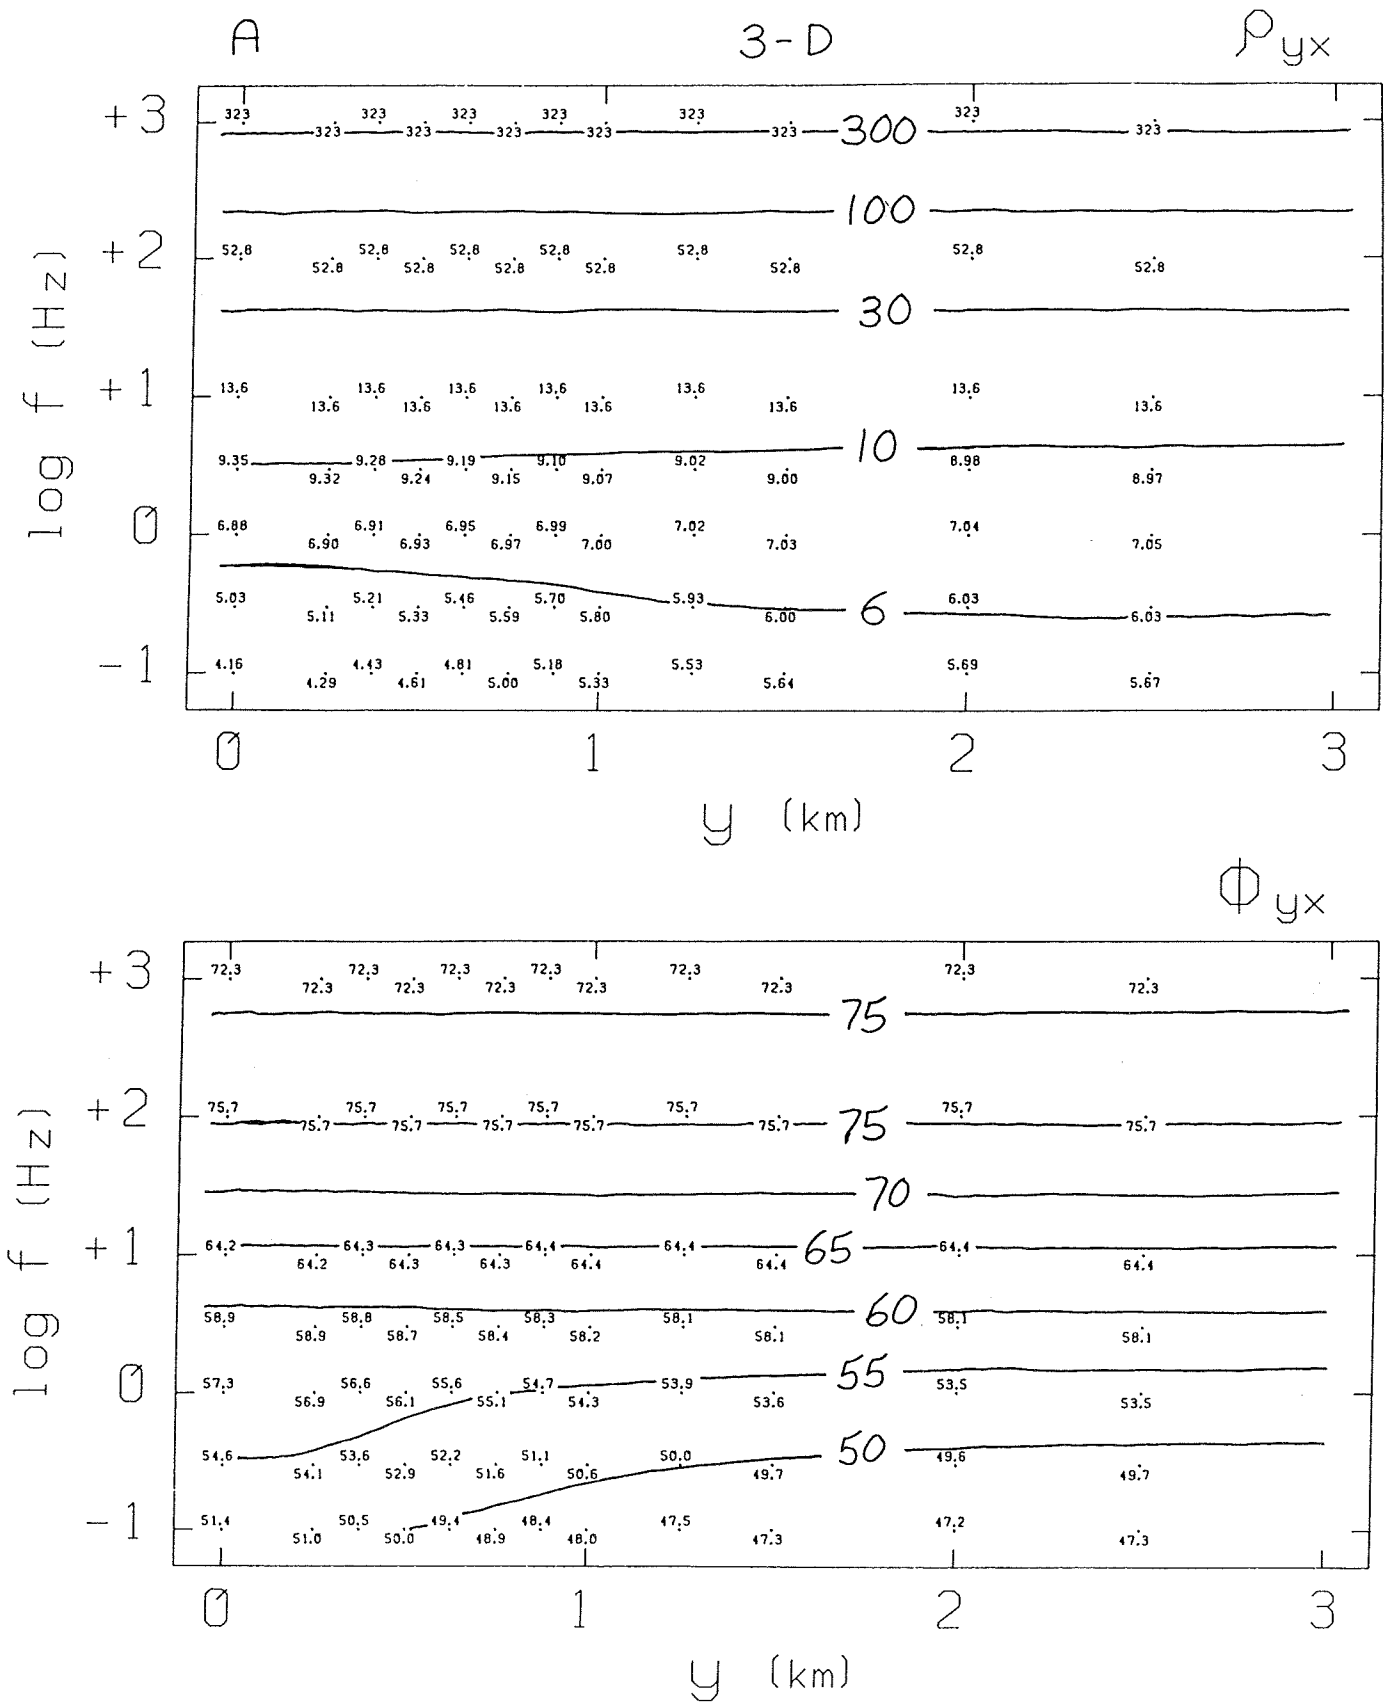 A 3-D ρyx
+3 323 323 323 323 323 323 323 323 323 323 323 323
300
100
+2 52.8 52.8 52.8 52.8 52.8 52.8 52.8 52.8 52.8 52.8 52.8 52.8
30
+1 13.6 13.6 13.6 13.6 13.6 13.6 13.6 13.6 13.6 13.6 13.6 13.6
10
9.35 9.32 9.28 9.24 9.19 9.15 9.10 9.07 9.02 9.00 8.98 8.97
0 6.88 6.90 6.91 6.93 6.95 6.97 6.99 7.00 7.02 7.03 7.04 7.05
5.03 5.11 5.21 5.33 5.46 5.59 5.70 5.80 5.93 6.00 6.03 6.03
6
-1 4.16 4.29 4.43 4.61 4.81 5.00 5.18 5.33 5.53 5.64 5.69 5.67
log f (Hz)
0 1 2 3
y (km)
Φyx
+3 72.3 72.3 72.3 72.3 72.3 72.3 72.3 72.3 72.3 72.3 72.3 72.3
75
+2 75.7 75.7 75.7 75.7 75.7 75.7 75.7 75.7 75.7 75.7 75.7 75.7
75
70
+1 64.2 64.2 64.3 64.3 64.3 64.3 64.4 64.4 64.4 64.4 64.4 64.4
65
60
58.9 58.9 58.8 58.7 58.5 58.4 58.3 58.2 58.1 58.1 58.1 58.1
55
0 57.3 56.9 56.6 56.1 55.6 55.1 54.7 54.3 53.9 53.6 53.5 53.5
50
54.6 54.1 53.6 52.9 52.2 51.6 51.1 50.6 50.0 49.7 49.6 49.7
-1 51.4 51.0 50.5 50.0 49.4 48.9 48.4 48.0 47.5 47.3 47.2 47.3
log f (Hz)
0 1 2 3
y (km)